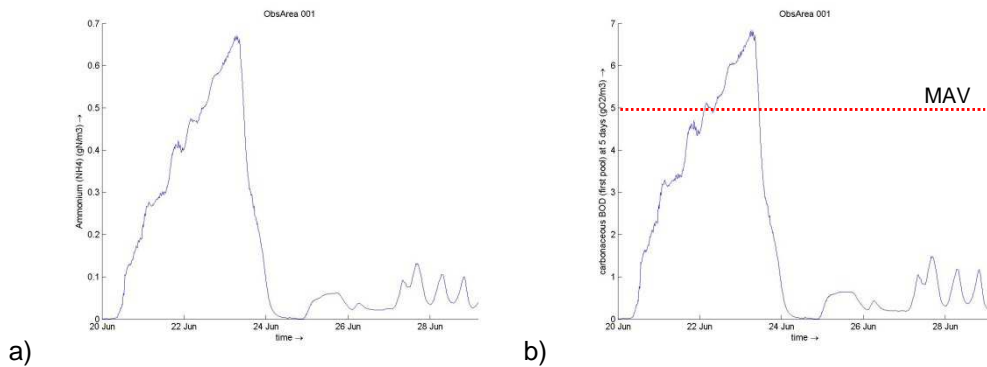 ObsArea 001
Ammonium (NH4) (gN/m3) →
0.7
0.6
0.5
0.4
0.3
0.2
0.1
0
20 Jun
22 Jun
24 Jun
26 Jun
28 Jun
time →
a)
ObsArea 001
carbonaceous BOD (first pool) at 5 days (gO2/m3) →
7
6
5
4
3
2
1
0
MAV
20 Jun
22 Jun
24 Jun
26 Jun
28 Jun
time →
b)